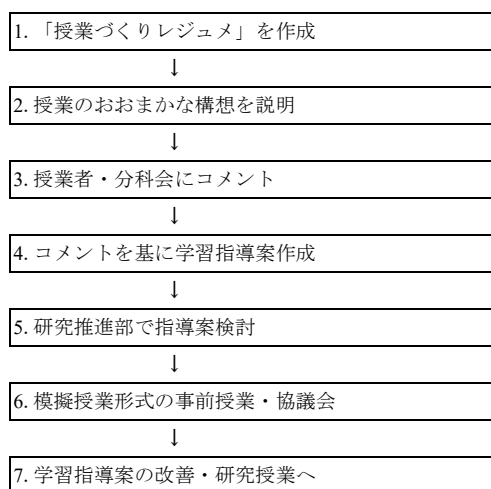 1. 「授業づくりレジュメ」を作成
↓
2. 授業のおおまかな構想を説明
↓
3. 授業者・分科会にコメント
↓
4. コメントを基に学習指導案作成
↓
5. 研究推進部で指導案検討
↓
6. 模擬授業形式の事前授業・協議会
↓
7. 学習指導案の改善・研究授業へ